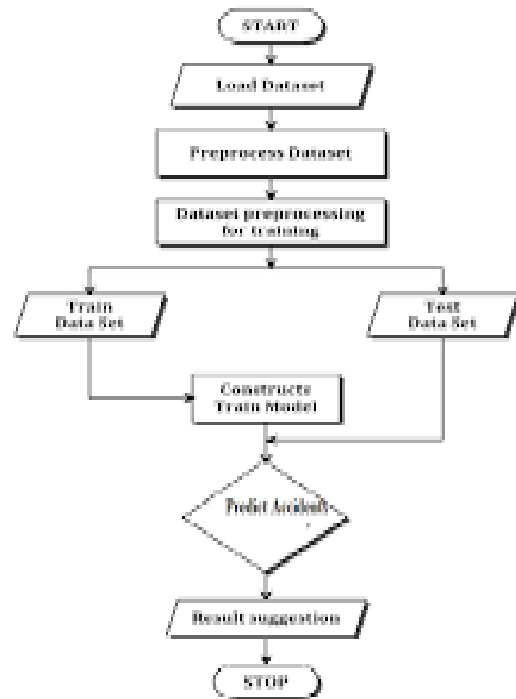 START
Load Dataset
Preprocess Dataset
Dataset preprocessing
for training
Train
Data Set
Test
Data Set
Constructs
Train Model
Predict Accidents
Result suggestion
STOP